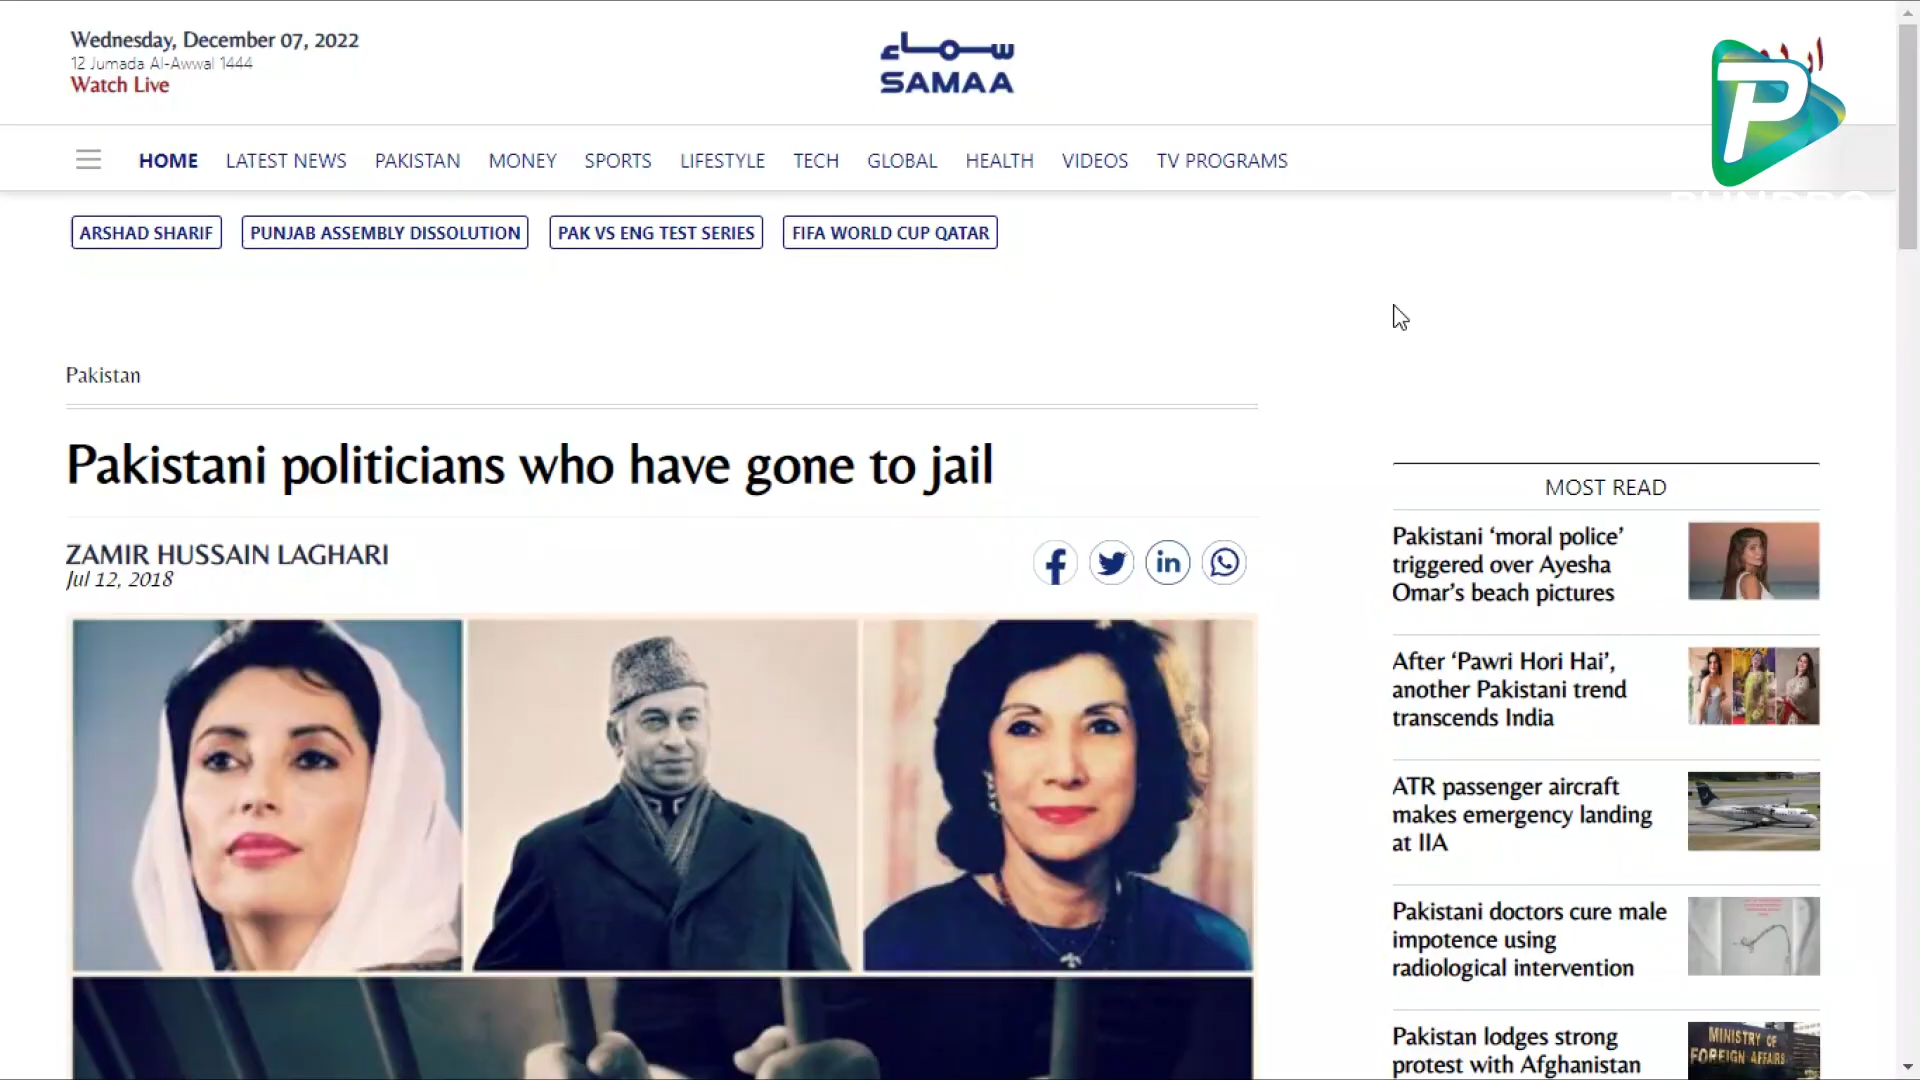 Wednesday, December 07, 2022
12 Jumada Al-Awwal 1444
Watch Live
سماء
SAMAA
HOME LATEST NEWS PAKISTAN MONEY SPORTS LIFESTYLE TECH GLOBAL HEALTH VIDEOS TV PROGRAMS
ARSHAD SHARIF PUNJAB ASSEMBLY DISSOLUTION PAK VS ENG TEST SERIES FIFA WORLD CUP QATAR
Pakistan
Pakistani politicians who have gone to jail
ZAMIR HUSSAIN LAGHARI
Jul 12, 2018
MOST READ
Pakistani ‘moral police’
triggered over Ayesha
Omar’s beach pictures
After ‘Pawri Hori Hai’,
another Pakistani trend
transcends India
ATR passenger aircraft
makes emergency landing
at IIA
Pakistani doctors cure male
impotence using
radiological intervention
Pakistan lodges strong
protest with Afghanistan
MINISTRY OF
FOREIGN AFFAIRS